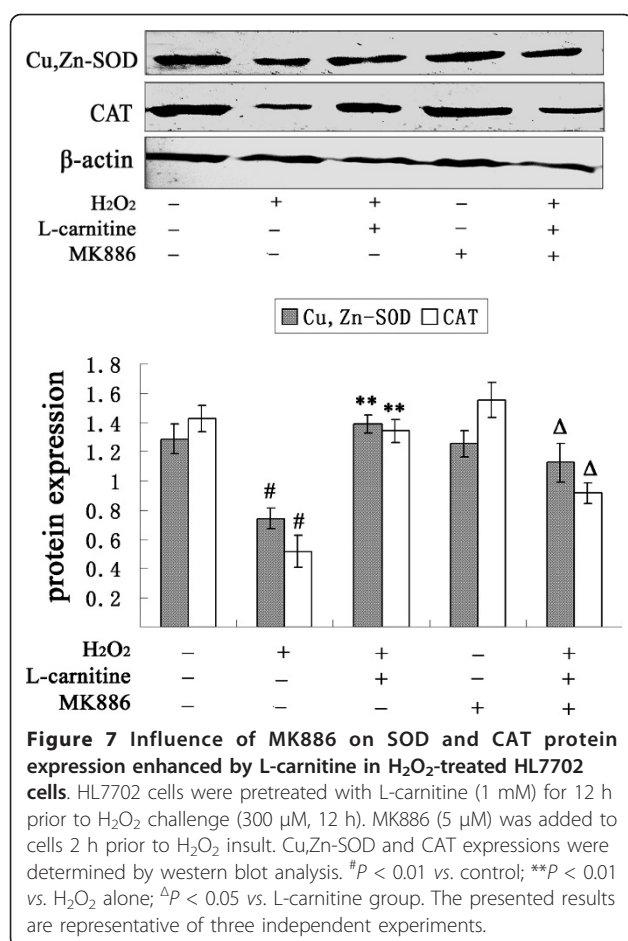 Cu,Zn-SOD
CAT
β-actin
H₂O₂ − + + − +
L-carnitine − − + − +
MK886 − − − + +
Cu, Zn-SOD CAT
protein expression
1.8
1.6
1.4
1.2
1
0.8
0.6
0.4
0.2
# # ** ** Δ Δ
H₂O₂ − + + − +
L-carnitine − − + − +
MK886 − − − + +
Figure 7 Influence of MK886 on SOD and CAT protein
expression enhanced by L-carnitine in H₂O₂-treated HL7702
cells. HL7702 cells were pretreated with L-carnitine (1 mM) for 12 h
prior to H₂O₂ challenge (300 μM, 12 h). MK886 (5 μM) was added to
cells 2 h prior to H₂O₂ insult. Cu,Zn-SOD and CAT expressions were
determined by western blot analysis. #P < 0.01 vs. control; **P < 0.01
vs. H₂O₂ alone; ΔP < 0.05 vs. L-carnitine group. The presented results
are representative of three independent experiments.